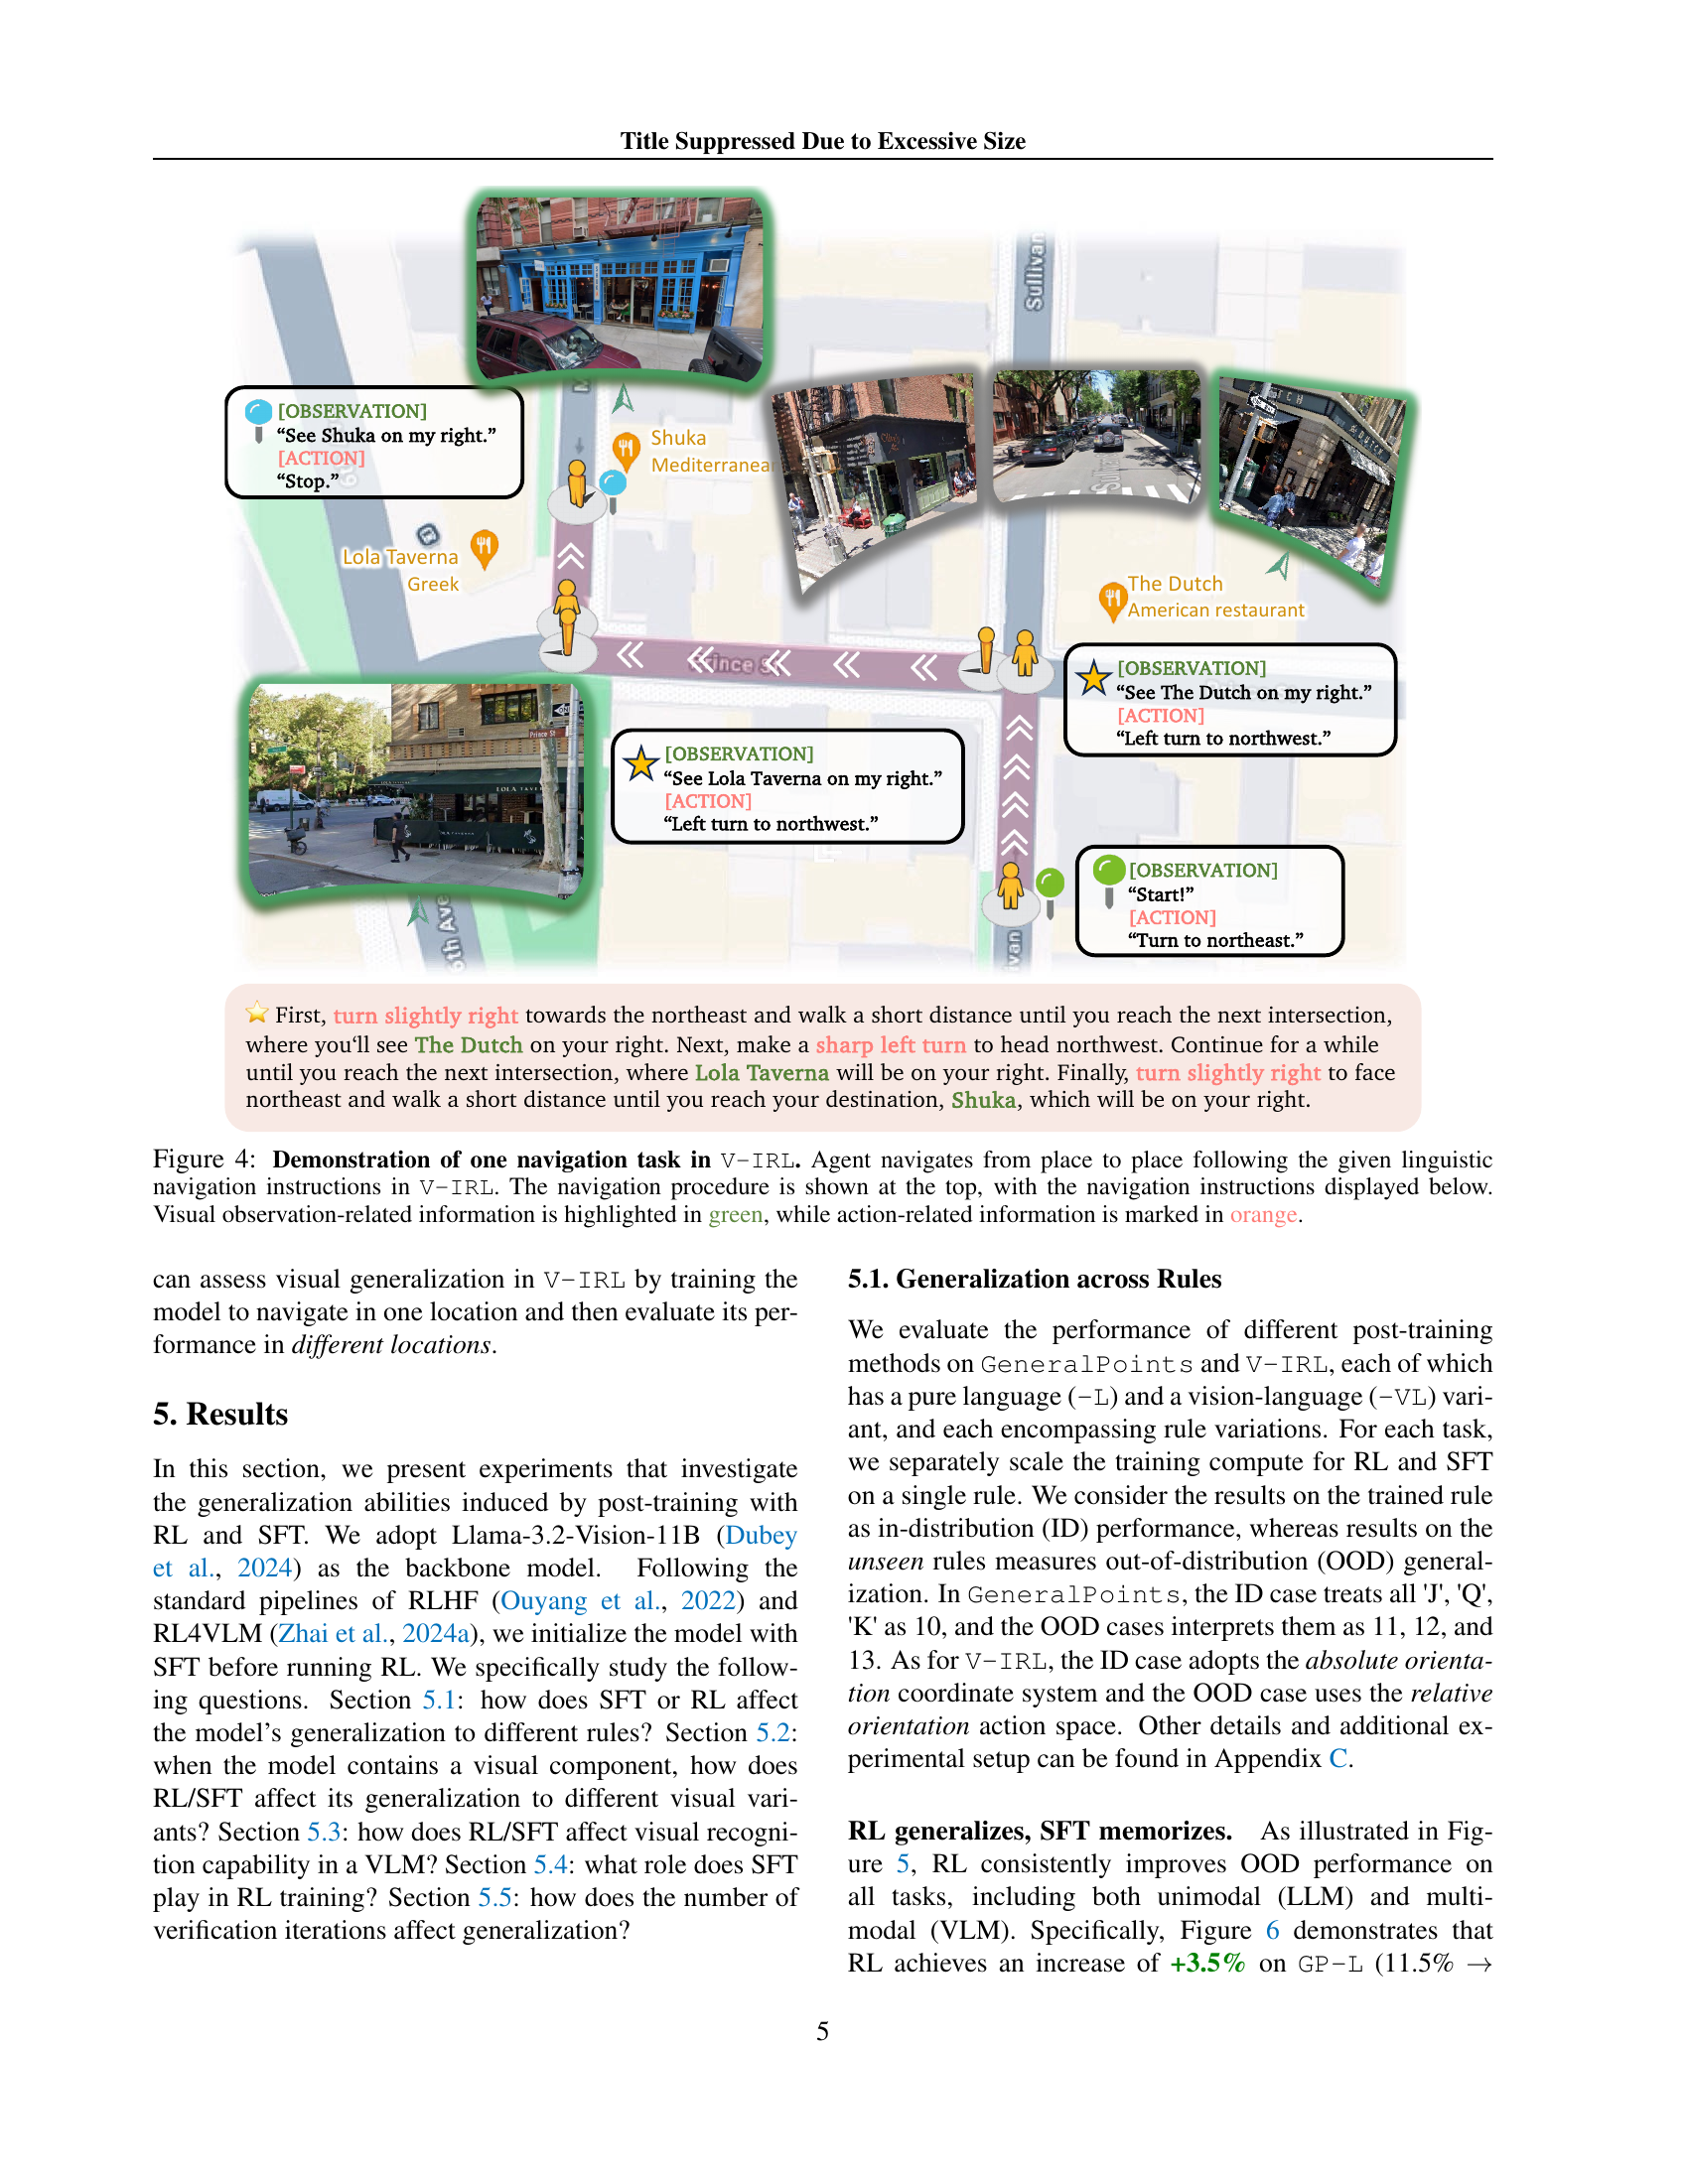 Title Suppressed Due to Excessive Size
Sullivan
[OBSERVATION]
“See Shuka on my right.”
[ACTION]
“Stop.”
Shuka
Mediterranean
Lola Taverna
Greek
The Dutch
American restaurant
Prince St
[OBSERVATION]
“See The Dutch on my right.”
[ACTION]
“Left turn to northwest.”
Prince St
[OBSERVATION]
“See Lola Taverna on my right.”
[ACTION]
“Left turn to northwest.”
[OBSERVATION]
“Start!”
[ACTION]
“Turn to northeast.”
6th Ave
First, turn slightly right towards the northeast and walk a short distance until you reach the next intersection,
where you‘ll see The Dutch on your right. Next, make a sharp left turn to head northwest. Continue for a while
until you reach the next intersection, where Lola Taverna will be on your right. Finally, turn slightly right to face
northeast and walk a short distance until you reach your destination, Shuka, which will be on your right.
Figure 4: Demonstration of one navigation task in V-IRL. Agent navigates from place to place following the given linguistic
navigation instructions in V-IRL. The navigation procedure is shown at the top, with the navigation instructions displayed below.
Visual observation-related information is highlighted in green, while action-related information is marked in orange.
can assess visual generalization in V-IRL by training the
model to navigate in one location and then evaluate its per-
formance in different locations.
5. Results
In this section, we present experiments that investigate
the generalization abilities induced by post-training with
RL and SFT. We adopt Llama-3.2-Vision-11B (Dubey
et al., 2024) as the backbone model. Following the
standard pipelines of RLHF (Ouyang et al., 2022) and
RL4VLM (Zhai et al., 2024a), we initialize the model with
SFT before running RL. We specifically study the follow-
ing questions. Section 5.1: how does SFT or RL affect
the model’s generalization to different rules? Section 5.2:
when the model contains a visual component, how does
RL/SFT affect its generalization to different visual vari-
ants? Section 5.3: how does RL/SFT affect visual recogni-
tion capability in a VLM? Section 5.4: what role does SFT
play in RL training? Section 5.5: how does the number of
verification iterations affect generalization?
5.1. Generalization across Rules
We evaluate the performance of different post-training
methods on GeneralPoints and V-IRL, each of which
has a pure language (-L) and a vision-language (-VL) vari-
ant, and each encompassing rule variations. For each task,
we separately scale the training compute for RL and SFT
on a single rule. We consider the results on the trained rule
as in-distribution (ID) performance, whereas results on the
unseen rules measures out-of-distribution (OOD) general-
ization. In GeneralPoints, the ID case treats all 'J', 'Q',
'K' as 10, and the OOD cases interprets them as 11, 12, and
13. As for V-IRL, the ID case adopts the absolute orienta-
tion coordinate system and the OOD case uses the relative
orientation action space. Other details and additional ex-
perimental setup can be found in Appendix C.
RL generalizes, SFT memorizes. As illustrated in Fig-
ure 5, RL consistently improves OOD performance on
all tasks, including both unimodal (LLM) and multi-
modal (VLM). Specifically, Figure 6 demonstrates that
RL achieves an increase of +3.5% on GP-L (11.5% →
5